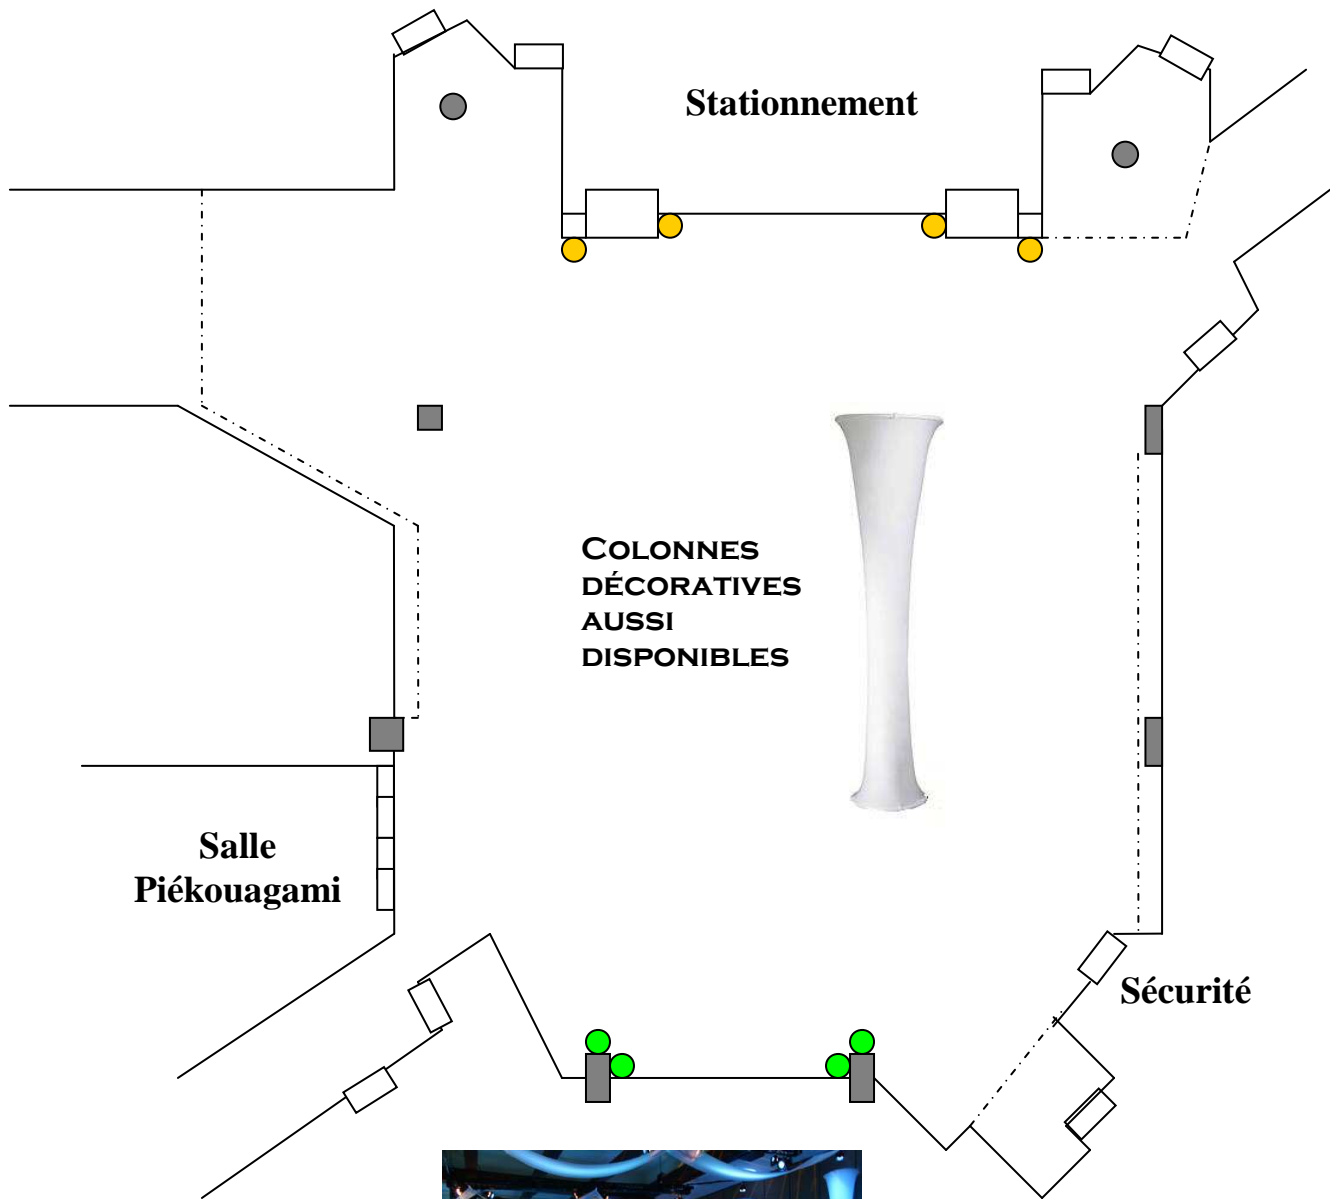 Stationnement
COLONNES
DÉCORATIVES
AUSSI
DISPONIBLES
Salle
Piékouagami
Sécurité